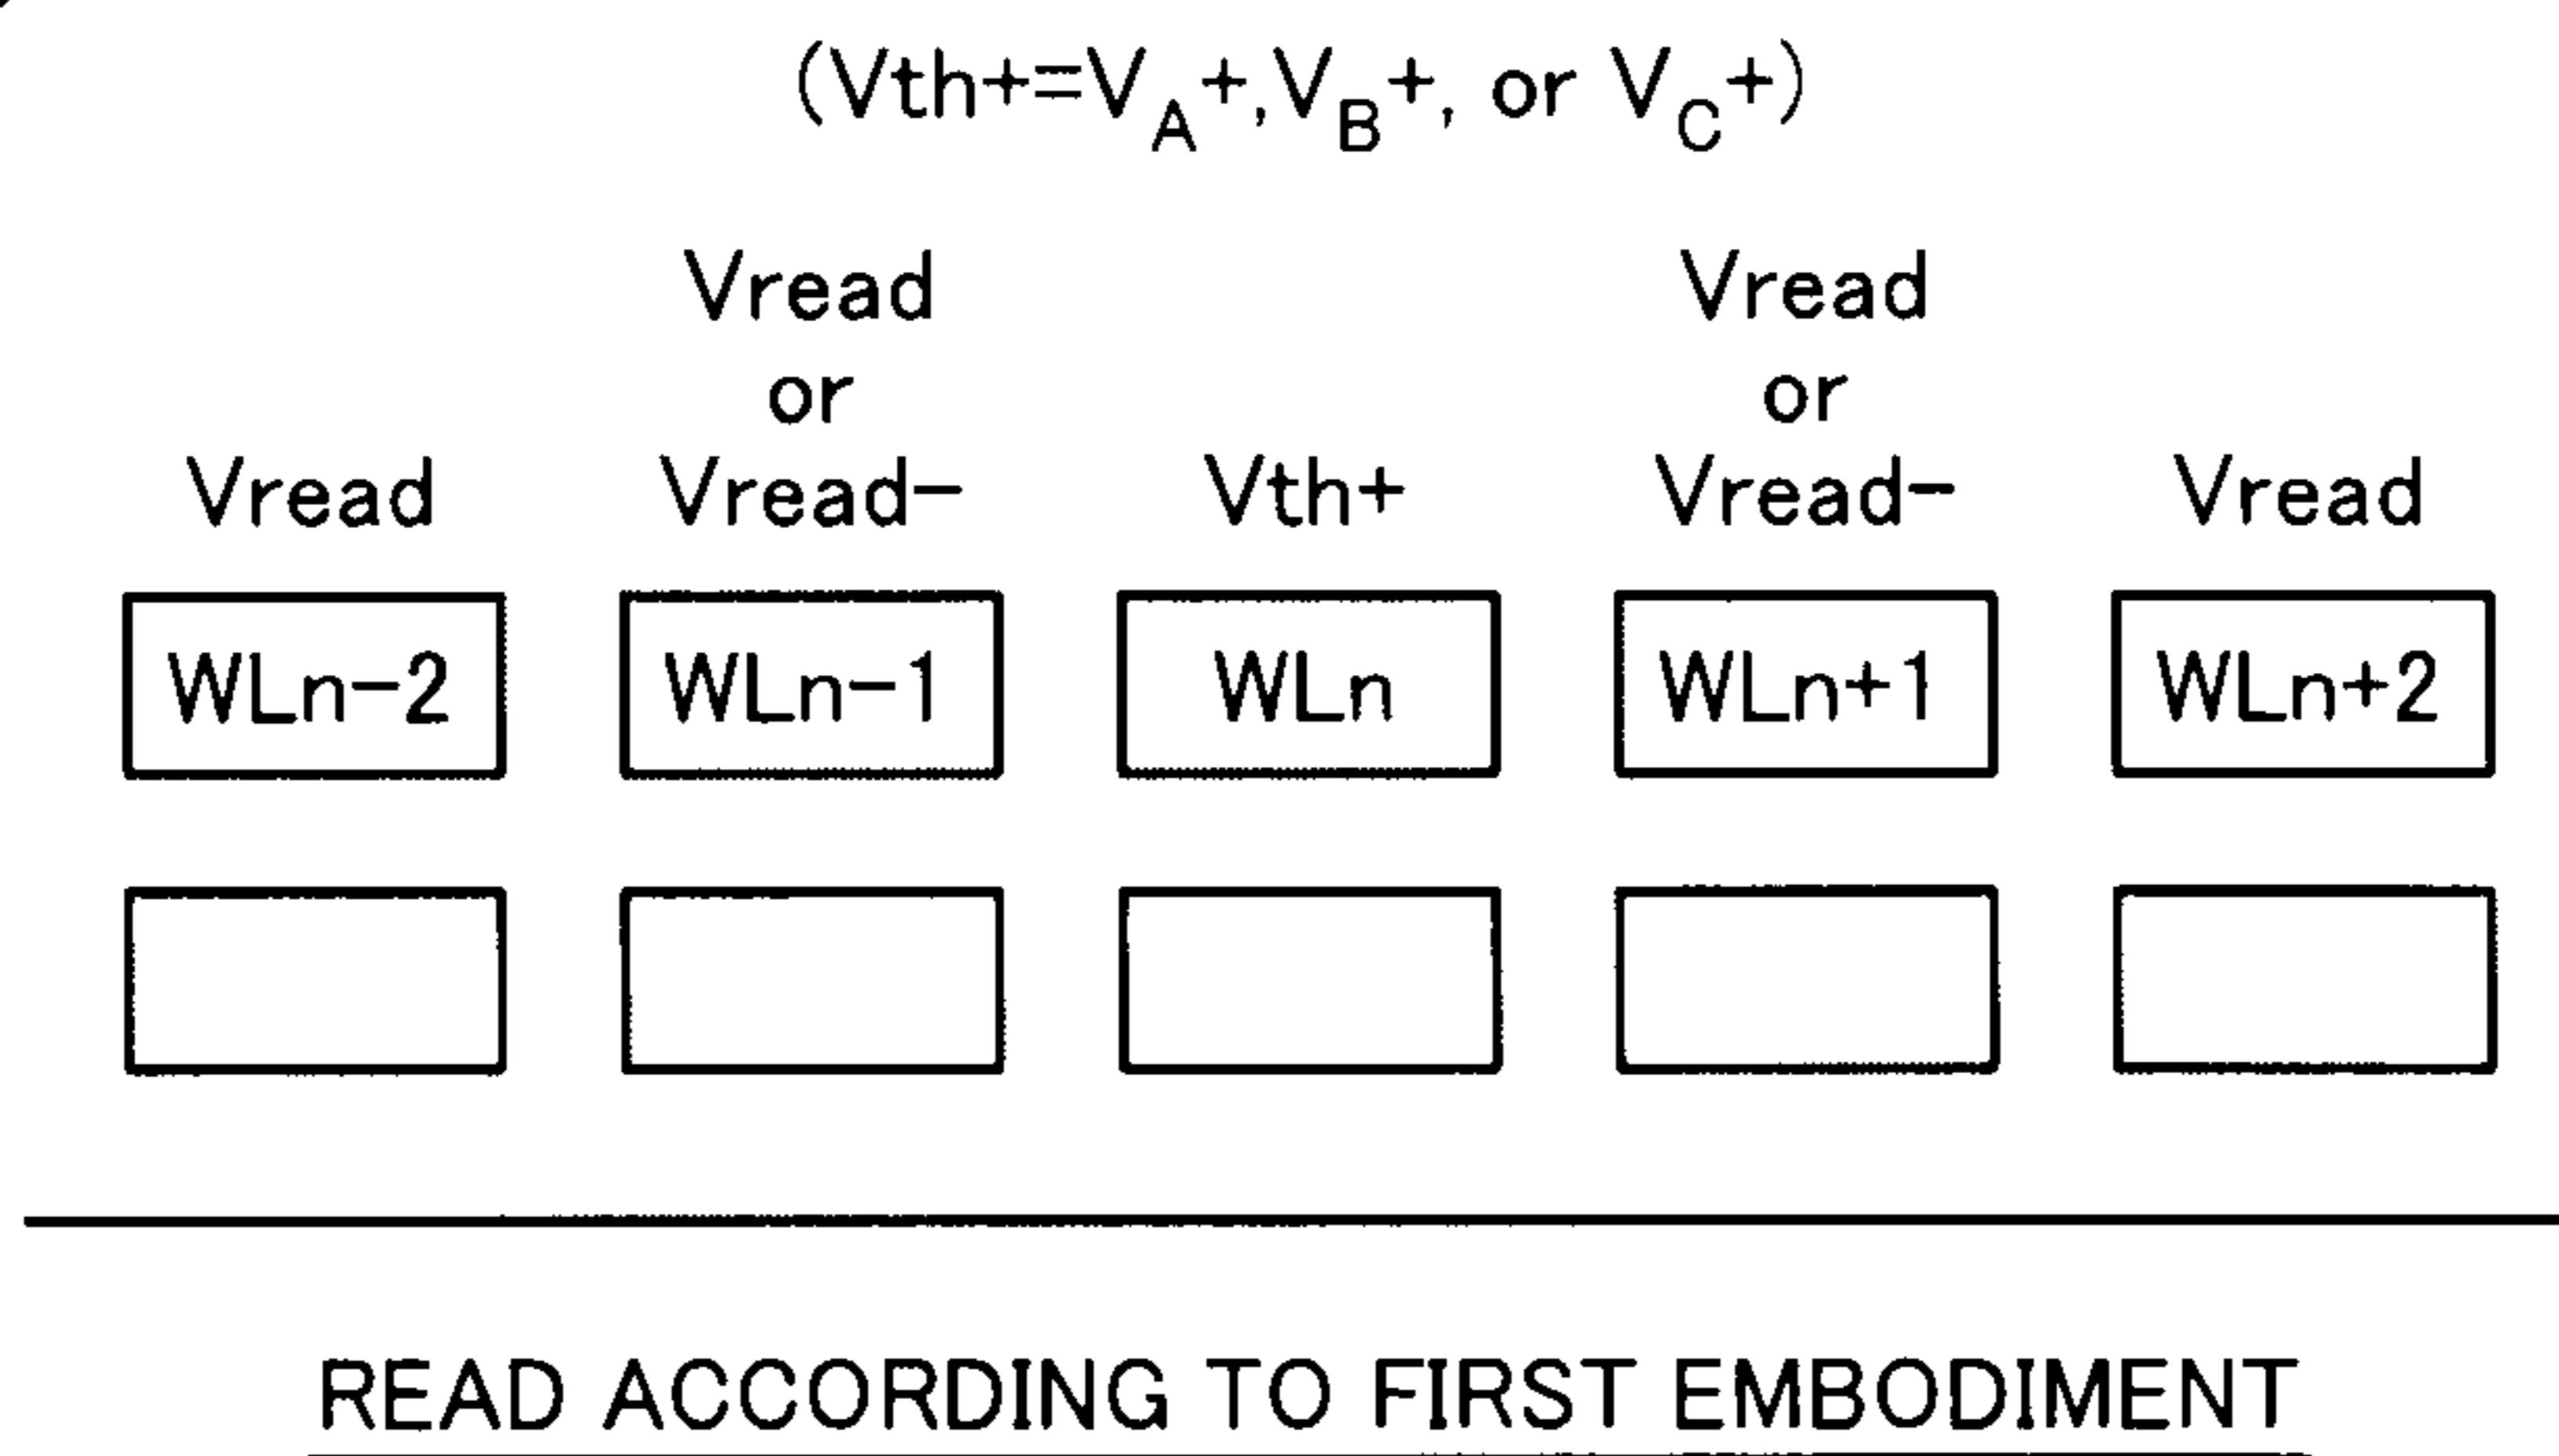 (Vth+=VA+,VB+, or VC+)
Vread Vread
or or
Vread Vread- Vth+ Vread- Vread
WLn-2 WLn-1 WLn WLn+1 WLn+2
READ ACCORDING TO FIRST EMBODIMENT